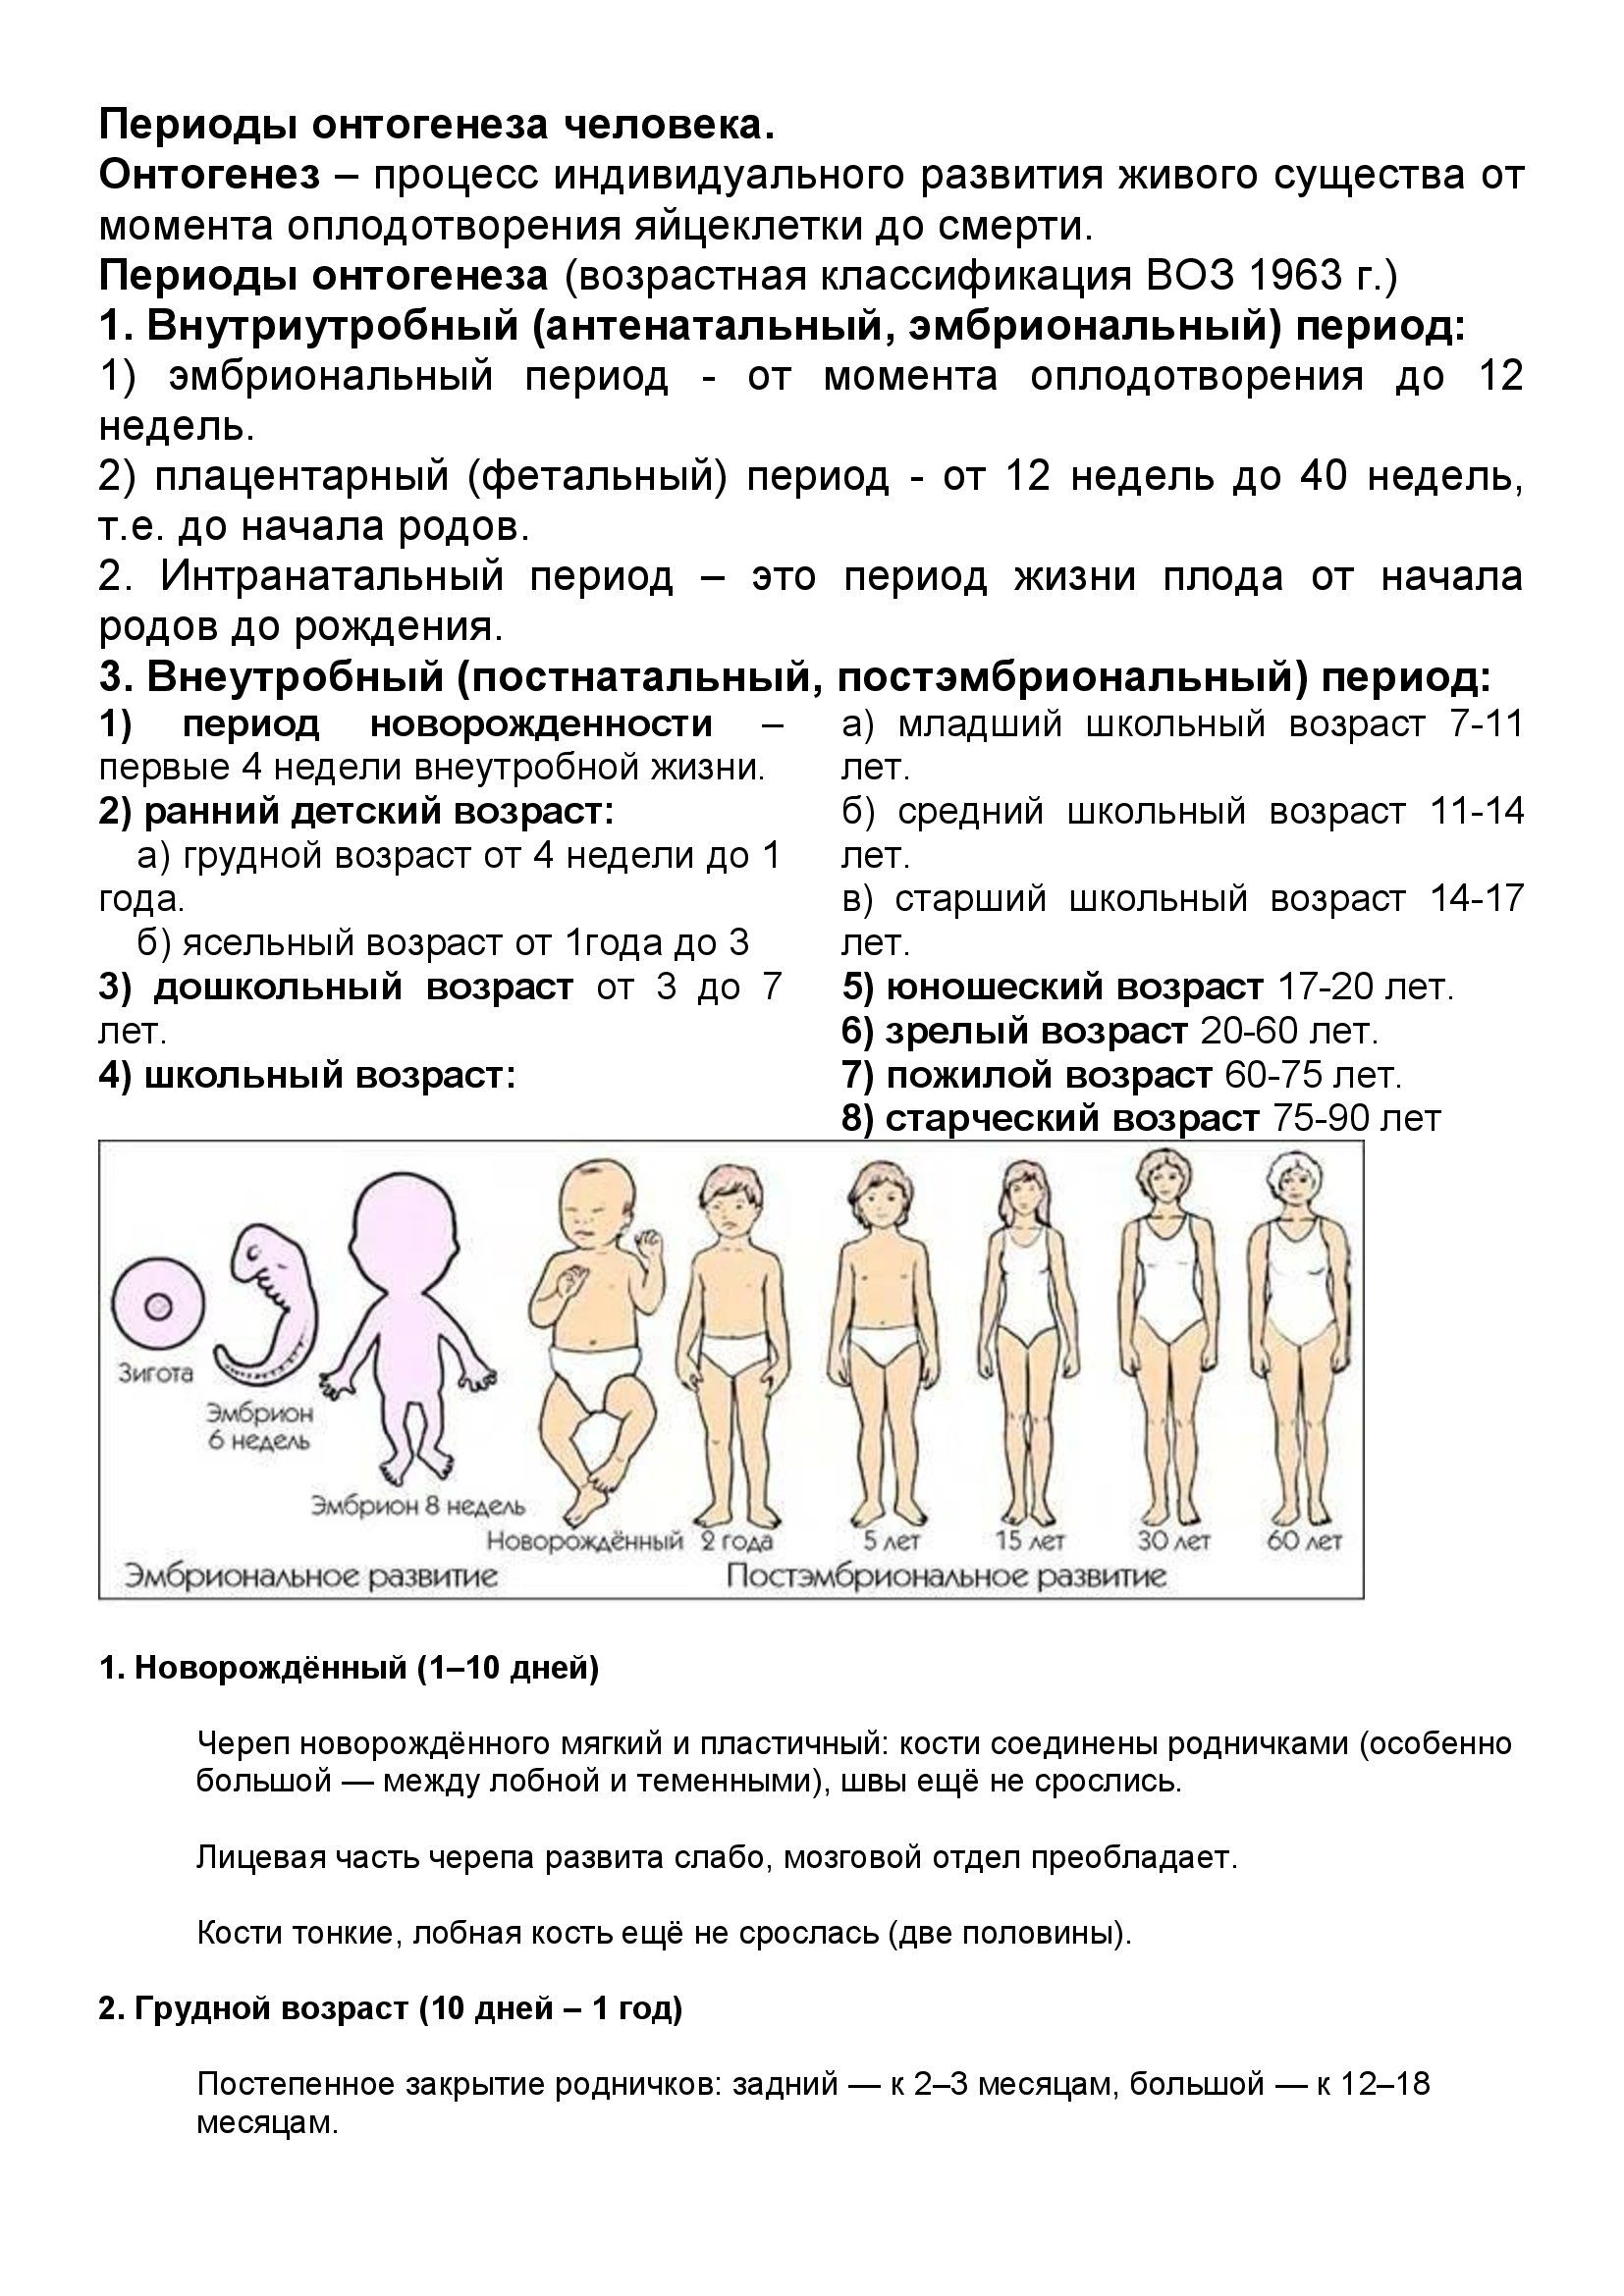 Периоды онтогенеза человека.
Онтогенез – процесс индивидуального развития живого существа от
момента оплодотворения яйцеклетки до смерти.
Периоды онтогенеза (возрастная классификация ВОЗ 1963 г.)
1. Внутриутробный (антенатальный, эмбриональный) период:
1) эмбриональный период - от момента оплодотворения до 12
недель.
2) плацентарный (фетальный) период - от 12 недель до 40 недель,
т.е. до начала родов.
2. Интранатальный период – это период жизни плода от начала
родов до рождения.
3. Внеутробный (постнатальный, постэмбриональный) период:
1) период новорожденности –
первые 4 недели внеутробной жизни.
2) ранний детский возраст:
а) грудной возраст от 4 недели до 1
года.
б) ясельный возраст от 1года до 3
3) дошкольный возраст от 3 до 7
лет.
4) школьный возраст:
а) младший школьный возраст 7-11
лет.
б) средний школьный возраст 11-14
лет.
в) старший школьный возраст 14-17
лет.
5) юношеский возраст 17-20 лет.
6) зрелый возраст 20-60 лет.
7) пожилой возраст 60-75 лет.
8) старческий возраст 75-90 лет
Зигота
Эмбрион
6 недель
Эмбрион 8 недель
Новорождённый 2 года 5 лет 15 лет 30 лет 60 лет
Эмбриональное развитие Постэмбриональное развитие
1. Новорождённый (1–10 дней)
Череп новорождённого мягкий и пластичный: кости соединены родничками (особенно
большой — между лобной и теменными), швы ещё не срослись.
Лицевая часть черепа развита слабо, мозговой отдел преобладает.
Кости тонкие, лобная кость ещё не срослась (две половины).
2. Грудной возраст (10 дней – 1 год)
Постепенное закрытие родничков: задний — к 2–3 месяцам, большой — к 12–18
месяцам.